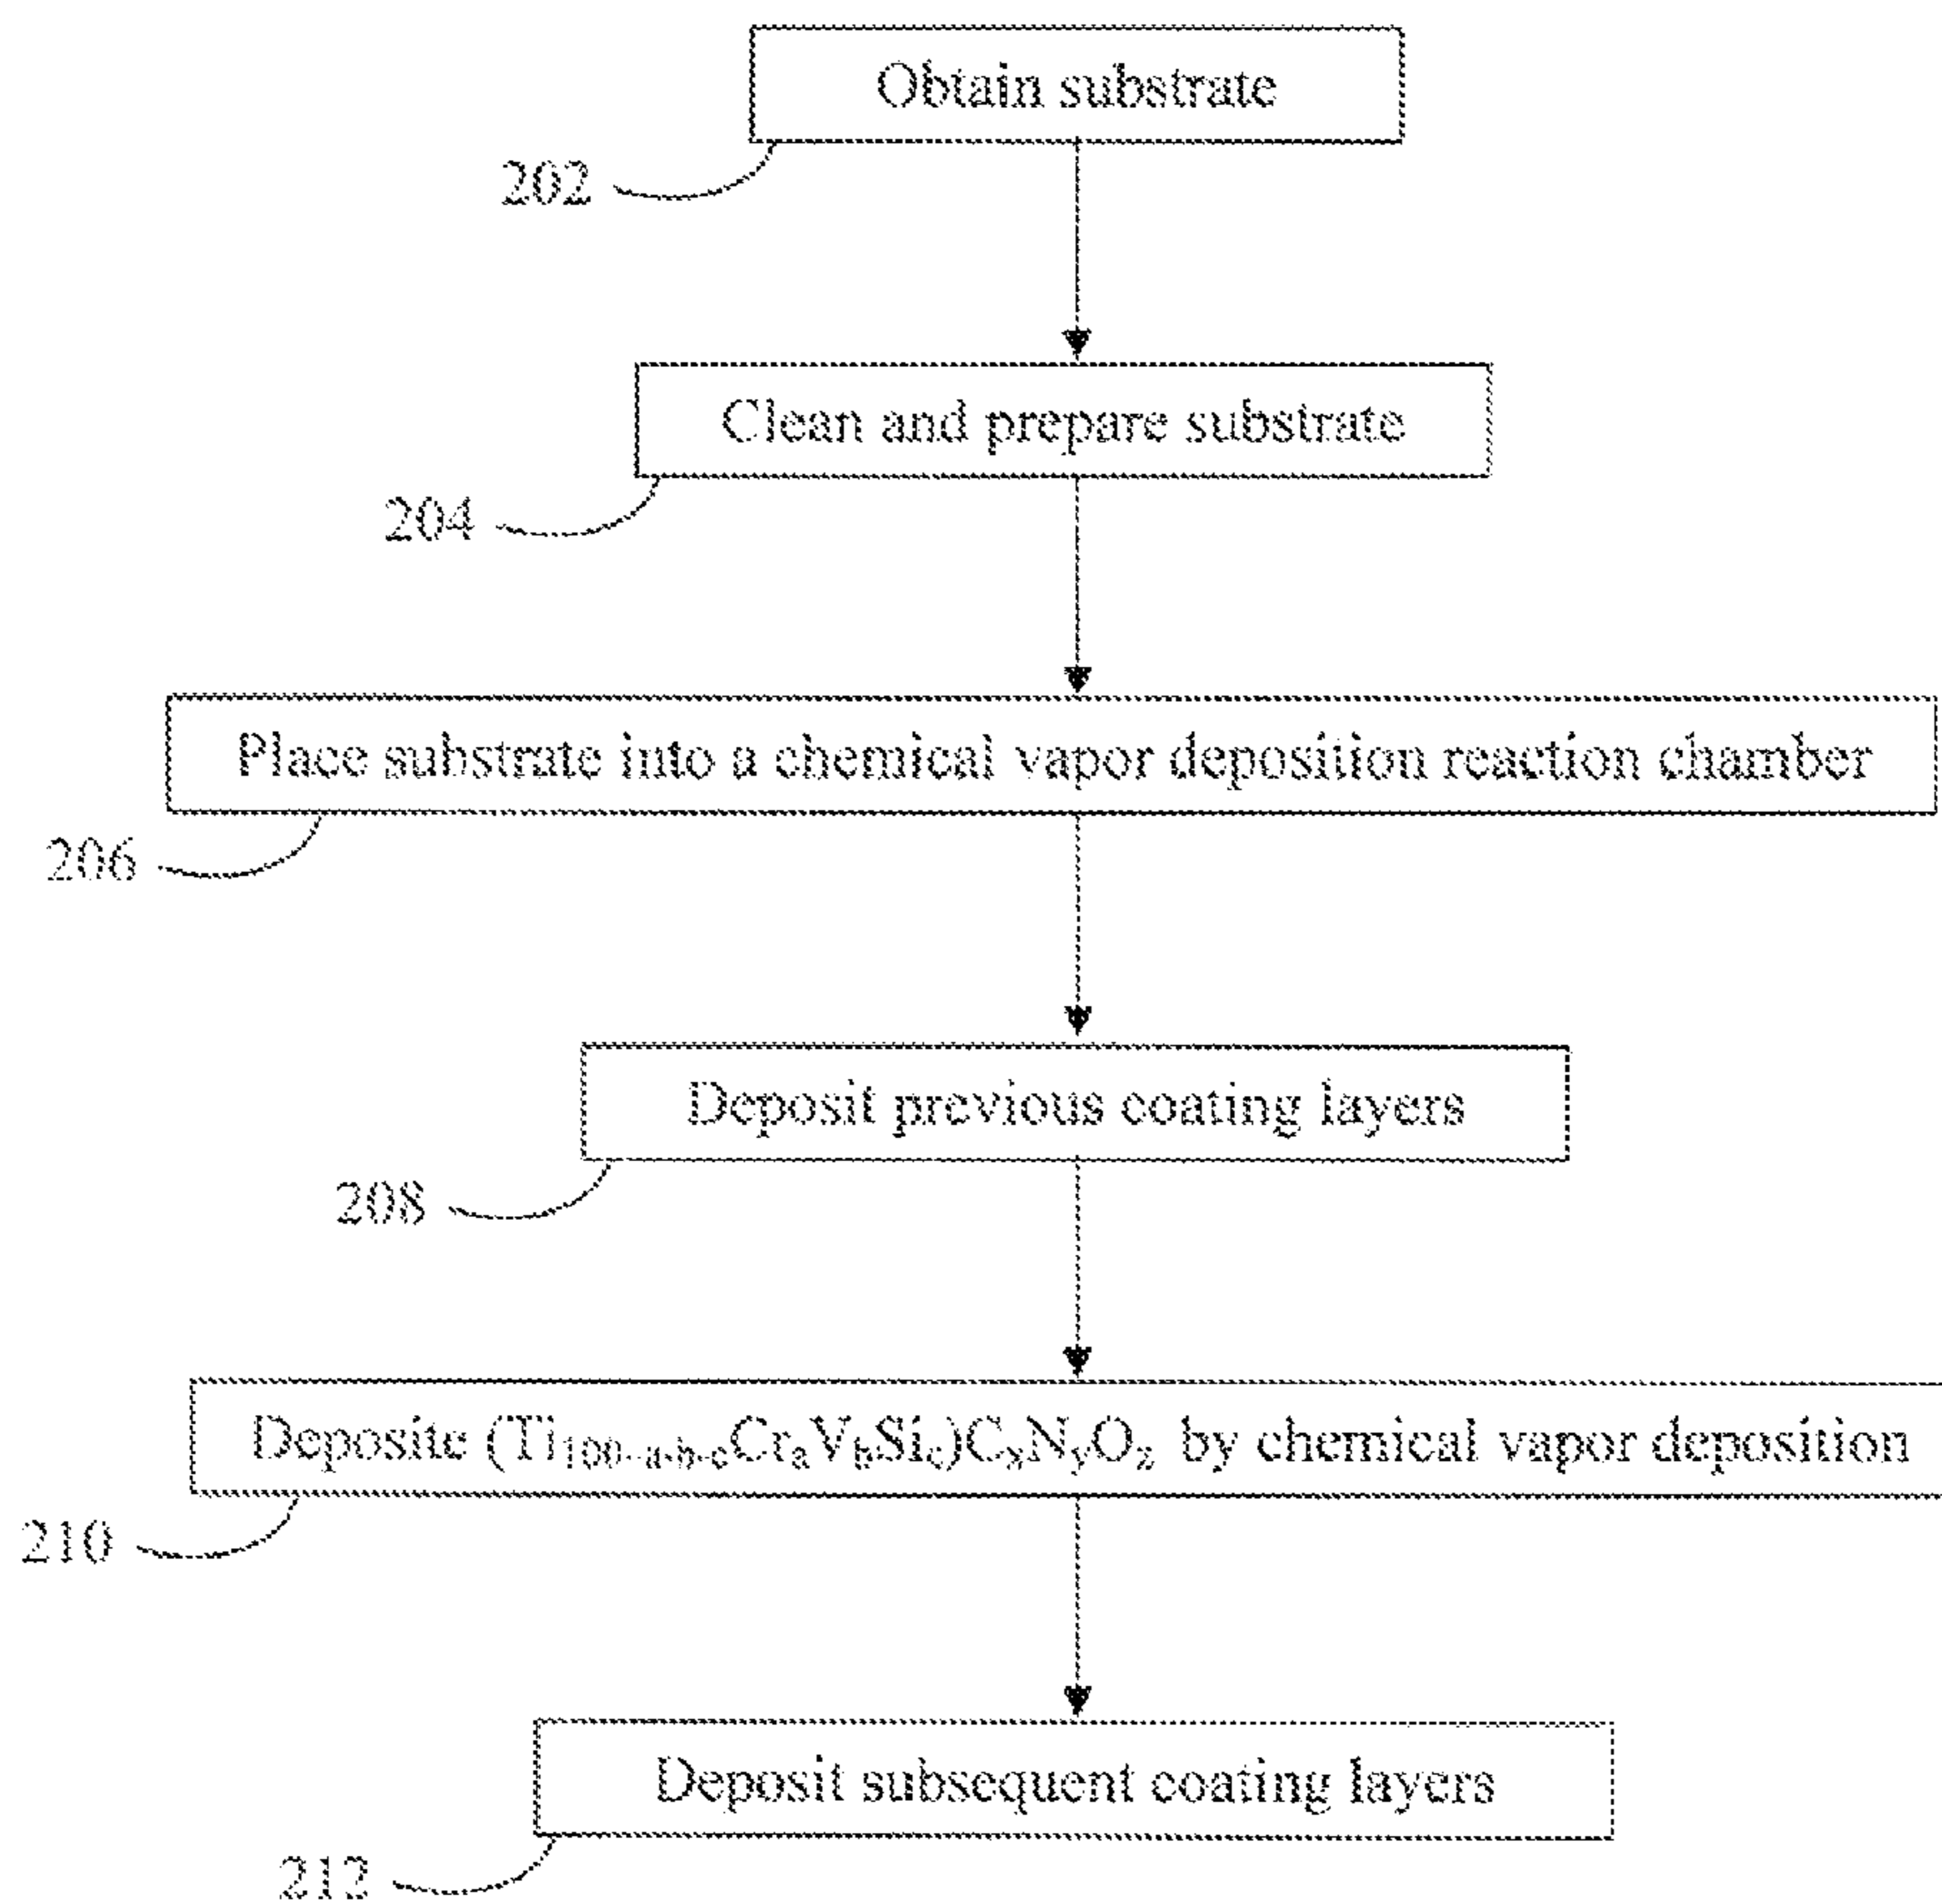 Obtain substrate
202
Clean and prepare substrate
204
Place substrate into a chemical vapor deposition reaction chamber
206
Deposit previous coating layers
208
Deposite (Ti₁₀₀₋ₐ₋b₋cCrₐVbSic)CₓNyOz by chemical vapor deposition
210
Deposit subsequent coating layers
212